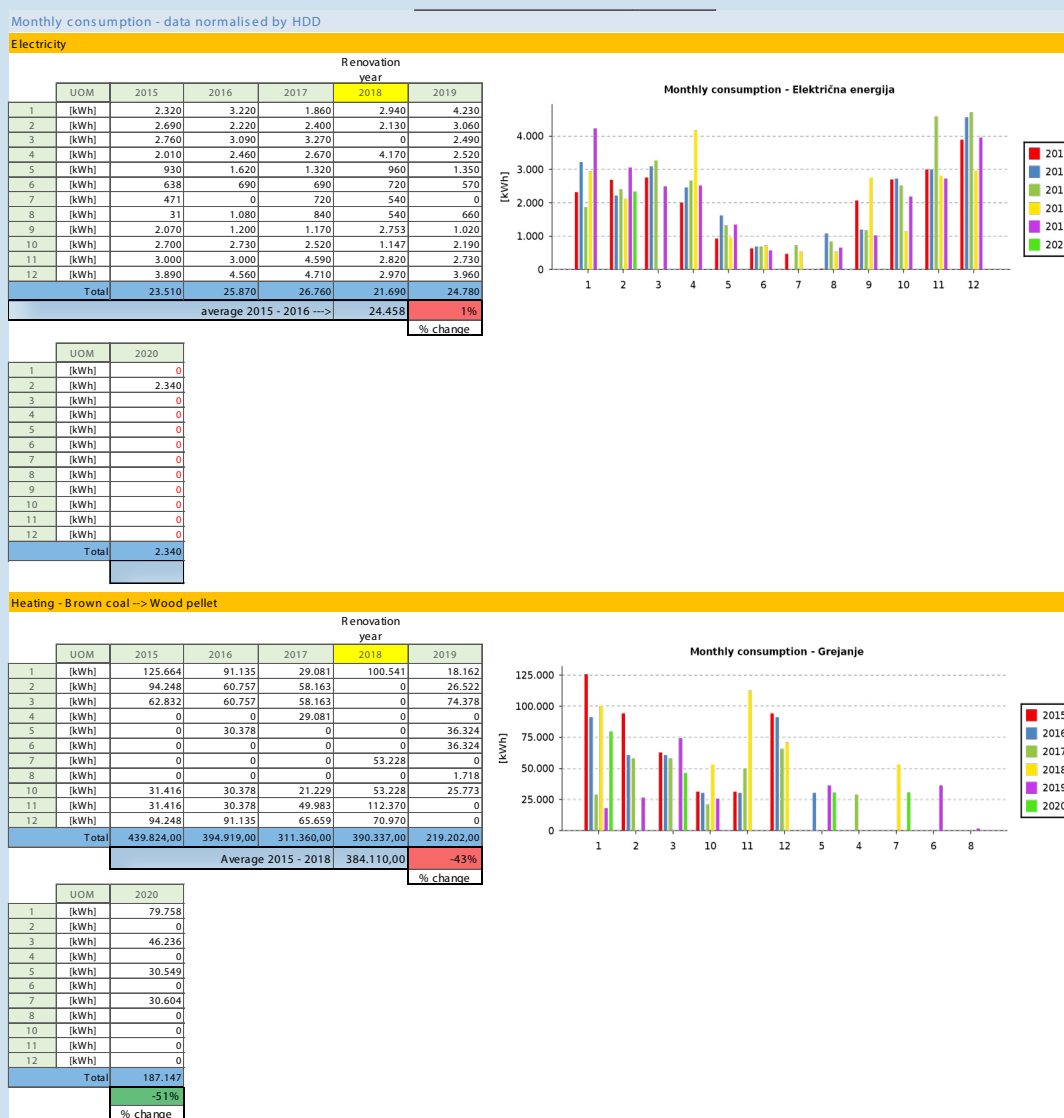 Monthly consumption - data normalised by HDD
Electricity
Renovation
year
UOM 2015 2016 2017 2018 2019
1 [kWh] 2.320 3.220 1.860 2.940 4.230
2 [kWh] 2.690 2.220 2.400 2.130 3.060
3 [kWh] 2.760 3.090 3.270 0 2.490
4 [kWh] 2.010 2.460 2.670 4.170 2.520
5 [kWh] 930 1.620 1.320 960 1.350
6 [kWh] 638 690 690 720 570
7 [kWh] 471 0 720 540 0
8 [kWh] 31 1.080 840 540 660
9 [kWh] 2.070 1.200 1.170 2.753 1.020
10 [kWh] 2.700 2.730 2.520 1.147 2.190
11 [kWh] 3.000 3.000 4.590 2.820 2.730
12 [kWh] 3.890 4.560 4.710 2.970 3.960
Total 23.510 25.870 26.760 21.690 24.780
average 2015 - 2016 ---> 24.458 1%
% change
Monthly consumption - Električna energija
[kWh]
4.000
3.000
2.000
1.000
0
1 2 3 4 5 6 7 8 9 10 11 12
201
201
201
201
201
202
UOM 2020
1 [kWh] 0
2 [kWh] 2.340
3 [kWh] 0
4 [kWh] 0
5 [kWh] 0
6 [kWh] 0
7 [kWh] 0
8 [kWh] 0
9 [kWh] 0
10 [kWh] 0
11 [kWh] 0
12 [kWh] 0
Total 2.340
Heating - Brown coal --> Wood pellet
Renovation
year
UOM 2015 2016 2017 2018 2019
1 [kWh] 125.664 91.135 29.081 100.541 18.162
2 [kWh] 94.248 60.757 58.163 0 26.522
3 [kWh] 62.832 60.757 58.163 0 74.378
4 [kWh] 0 0 29.081 0 0
5 [kWh] 0 30.378 0 0 36.324
6 [kWh] 0 0 0 0 36.324
7 [kWh] 0 0 0 53.228 0
8 [kWh] 0 0 0 0 1.718
10 [kWh] 31.416 30.378 21.229 53.228 25.773
11 [kWh] 31.416 30.378 49.983 112.370 0
12 [kWh] 94.248 91.135 65.659 70.970 0
Total 439.824,00 394.919,00 311.360,00 390.337,00 219.202,00
Average 2015 - 2018 384.110,00 -43%
% change
Monthly consumption - Grejanje
[kWh]
125.000
100.000
75.000
50.000
25.000
0
1 2 3 10 11 12 5 4 7 6 8
2015
2016
2017
2018
2019
2020
UOM 2020
1 [kWh] 79.758
2 [kWh] 0
3 [kWh] 46.236
4 [kWh] 0
5 [kWh] 30.549
6 [kWh] 0
7 [kWh] 30.604
8 [kWh] 0
10 [kWh] 0
11 [kWh] 0
12 [kWh] 0
Total 187.147
-51%
% change